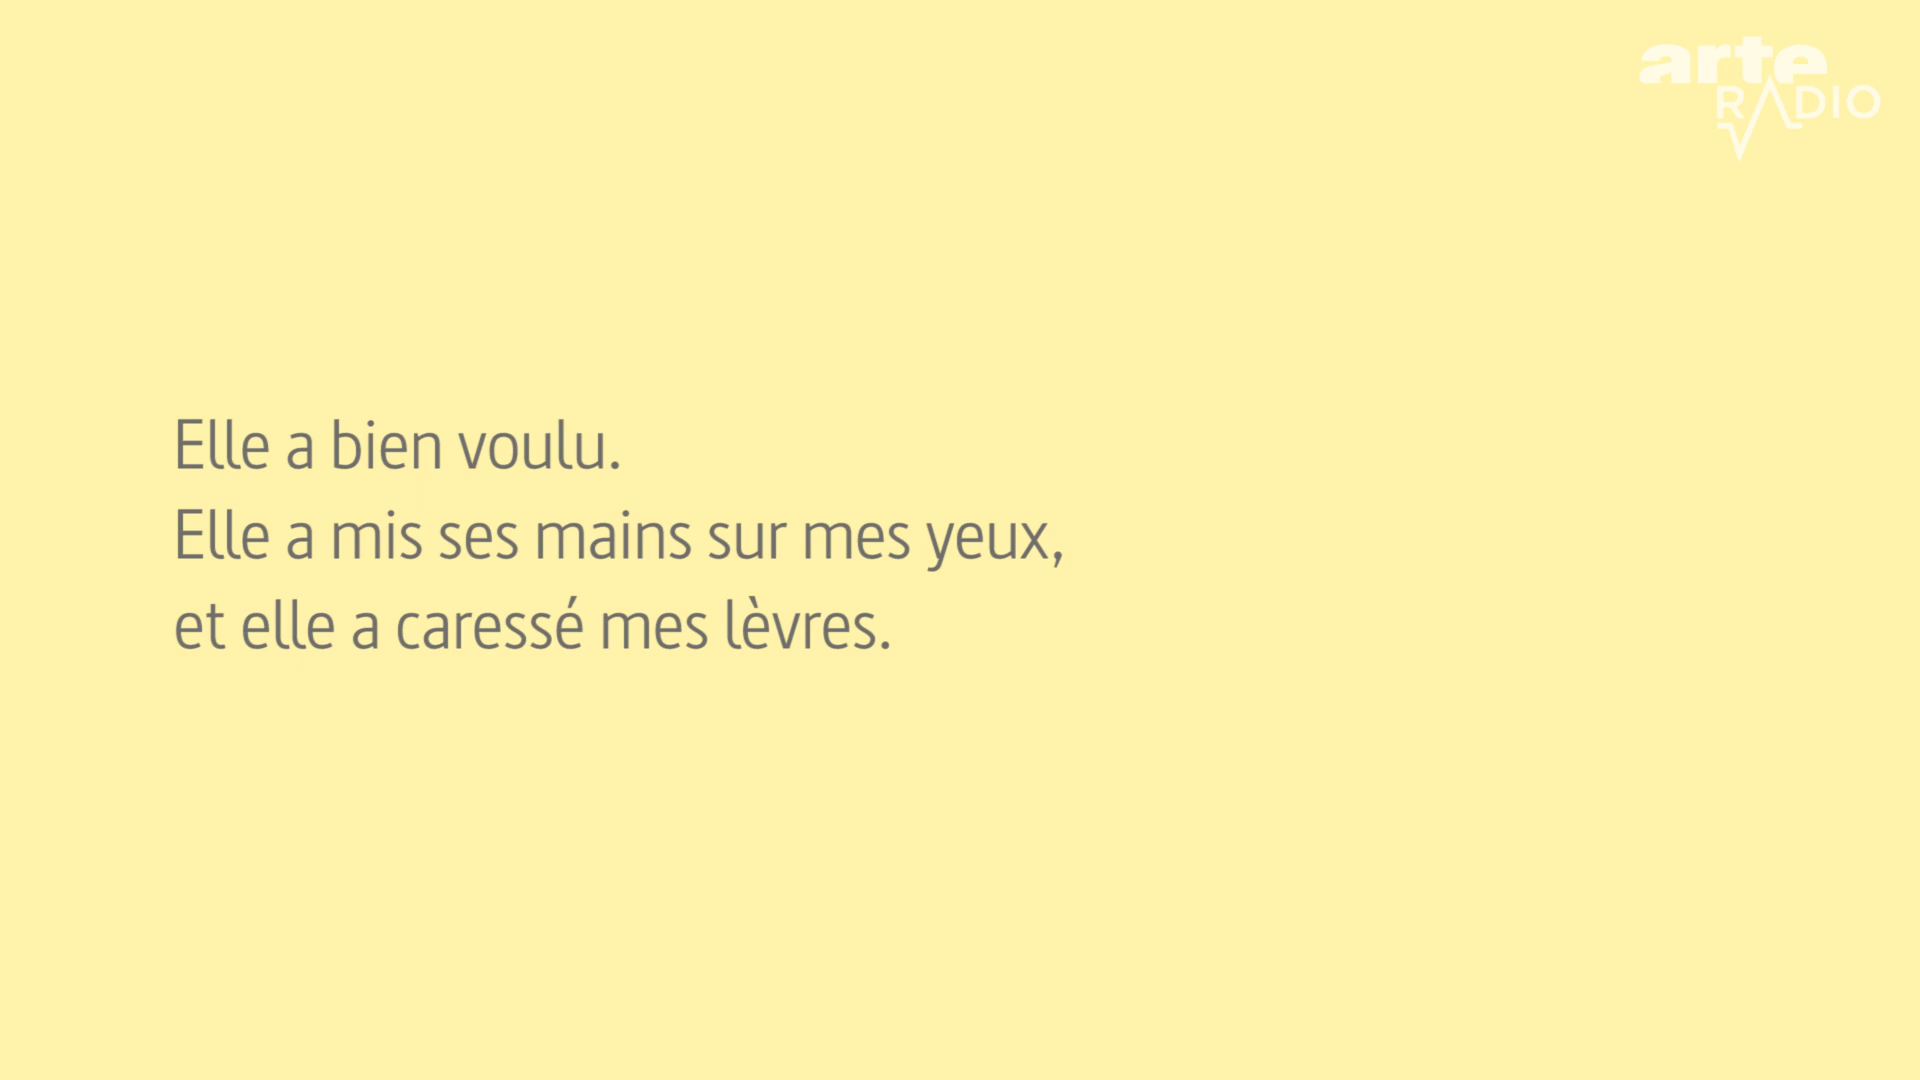 arte
RADIO
Elle a bien voulu.
Elle a mis ses mains sur mes yeux,
et elle a caressé mes lèvres.